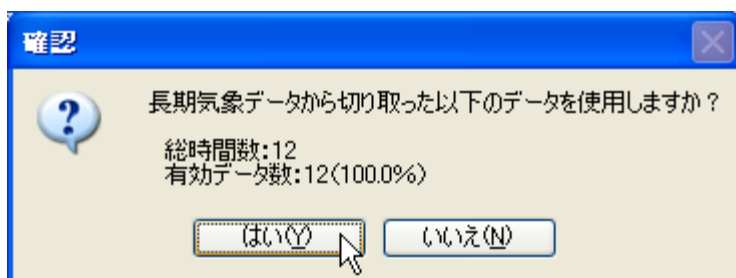 確認
長期気象データから切り取った以下のデータを使用しますか？
総時間数:12
有効データ数:12(100.0%)
はい(Y) いいえ(N)